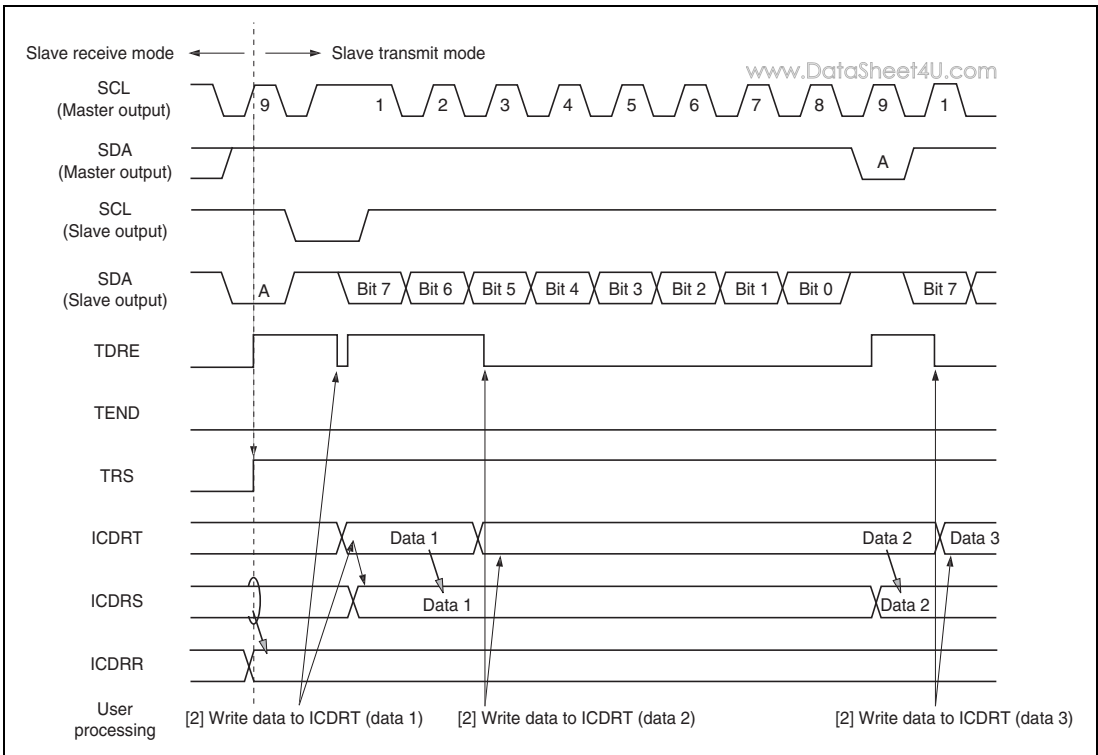 Slave receive mode
Slave transmit mode
www.DataSheet4U.com
SCL
(Master output)
9 1 2 3 4 5 6 7 8 9 1
SDA
(Master output)
A
SCL
(Slave output)
SDA
(Slave output)
A Bit 7 Bit 6 Bit 5 Bit 4 Bit 3 Bit 2 Bit 1 Bit 0 Bit 7
TDRE
TEND
TRS
ICDRT
Data 1 Data 2 Data 3
ICDRS
Data 1 Data 2
ICDRR
User
processing
[2] Write data to ICDRT (data 1) [2] Write data to ICDRT (data 2) [2] Write data to ICDRT (data 3)